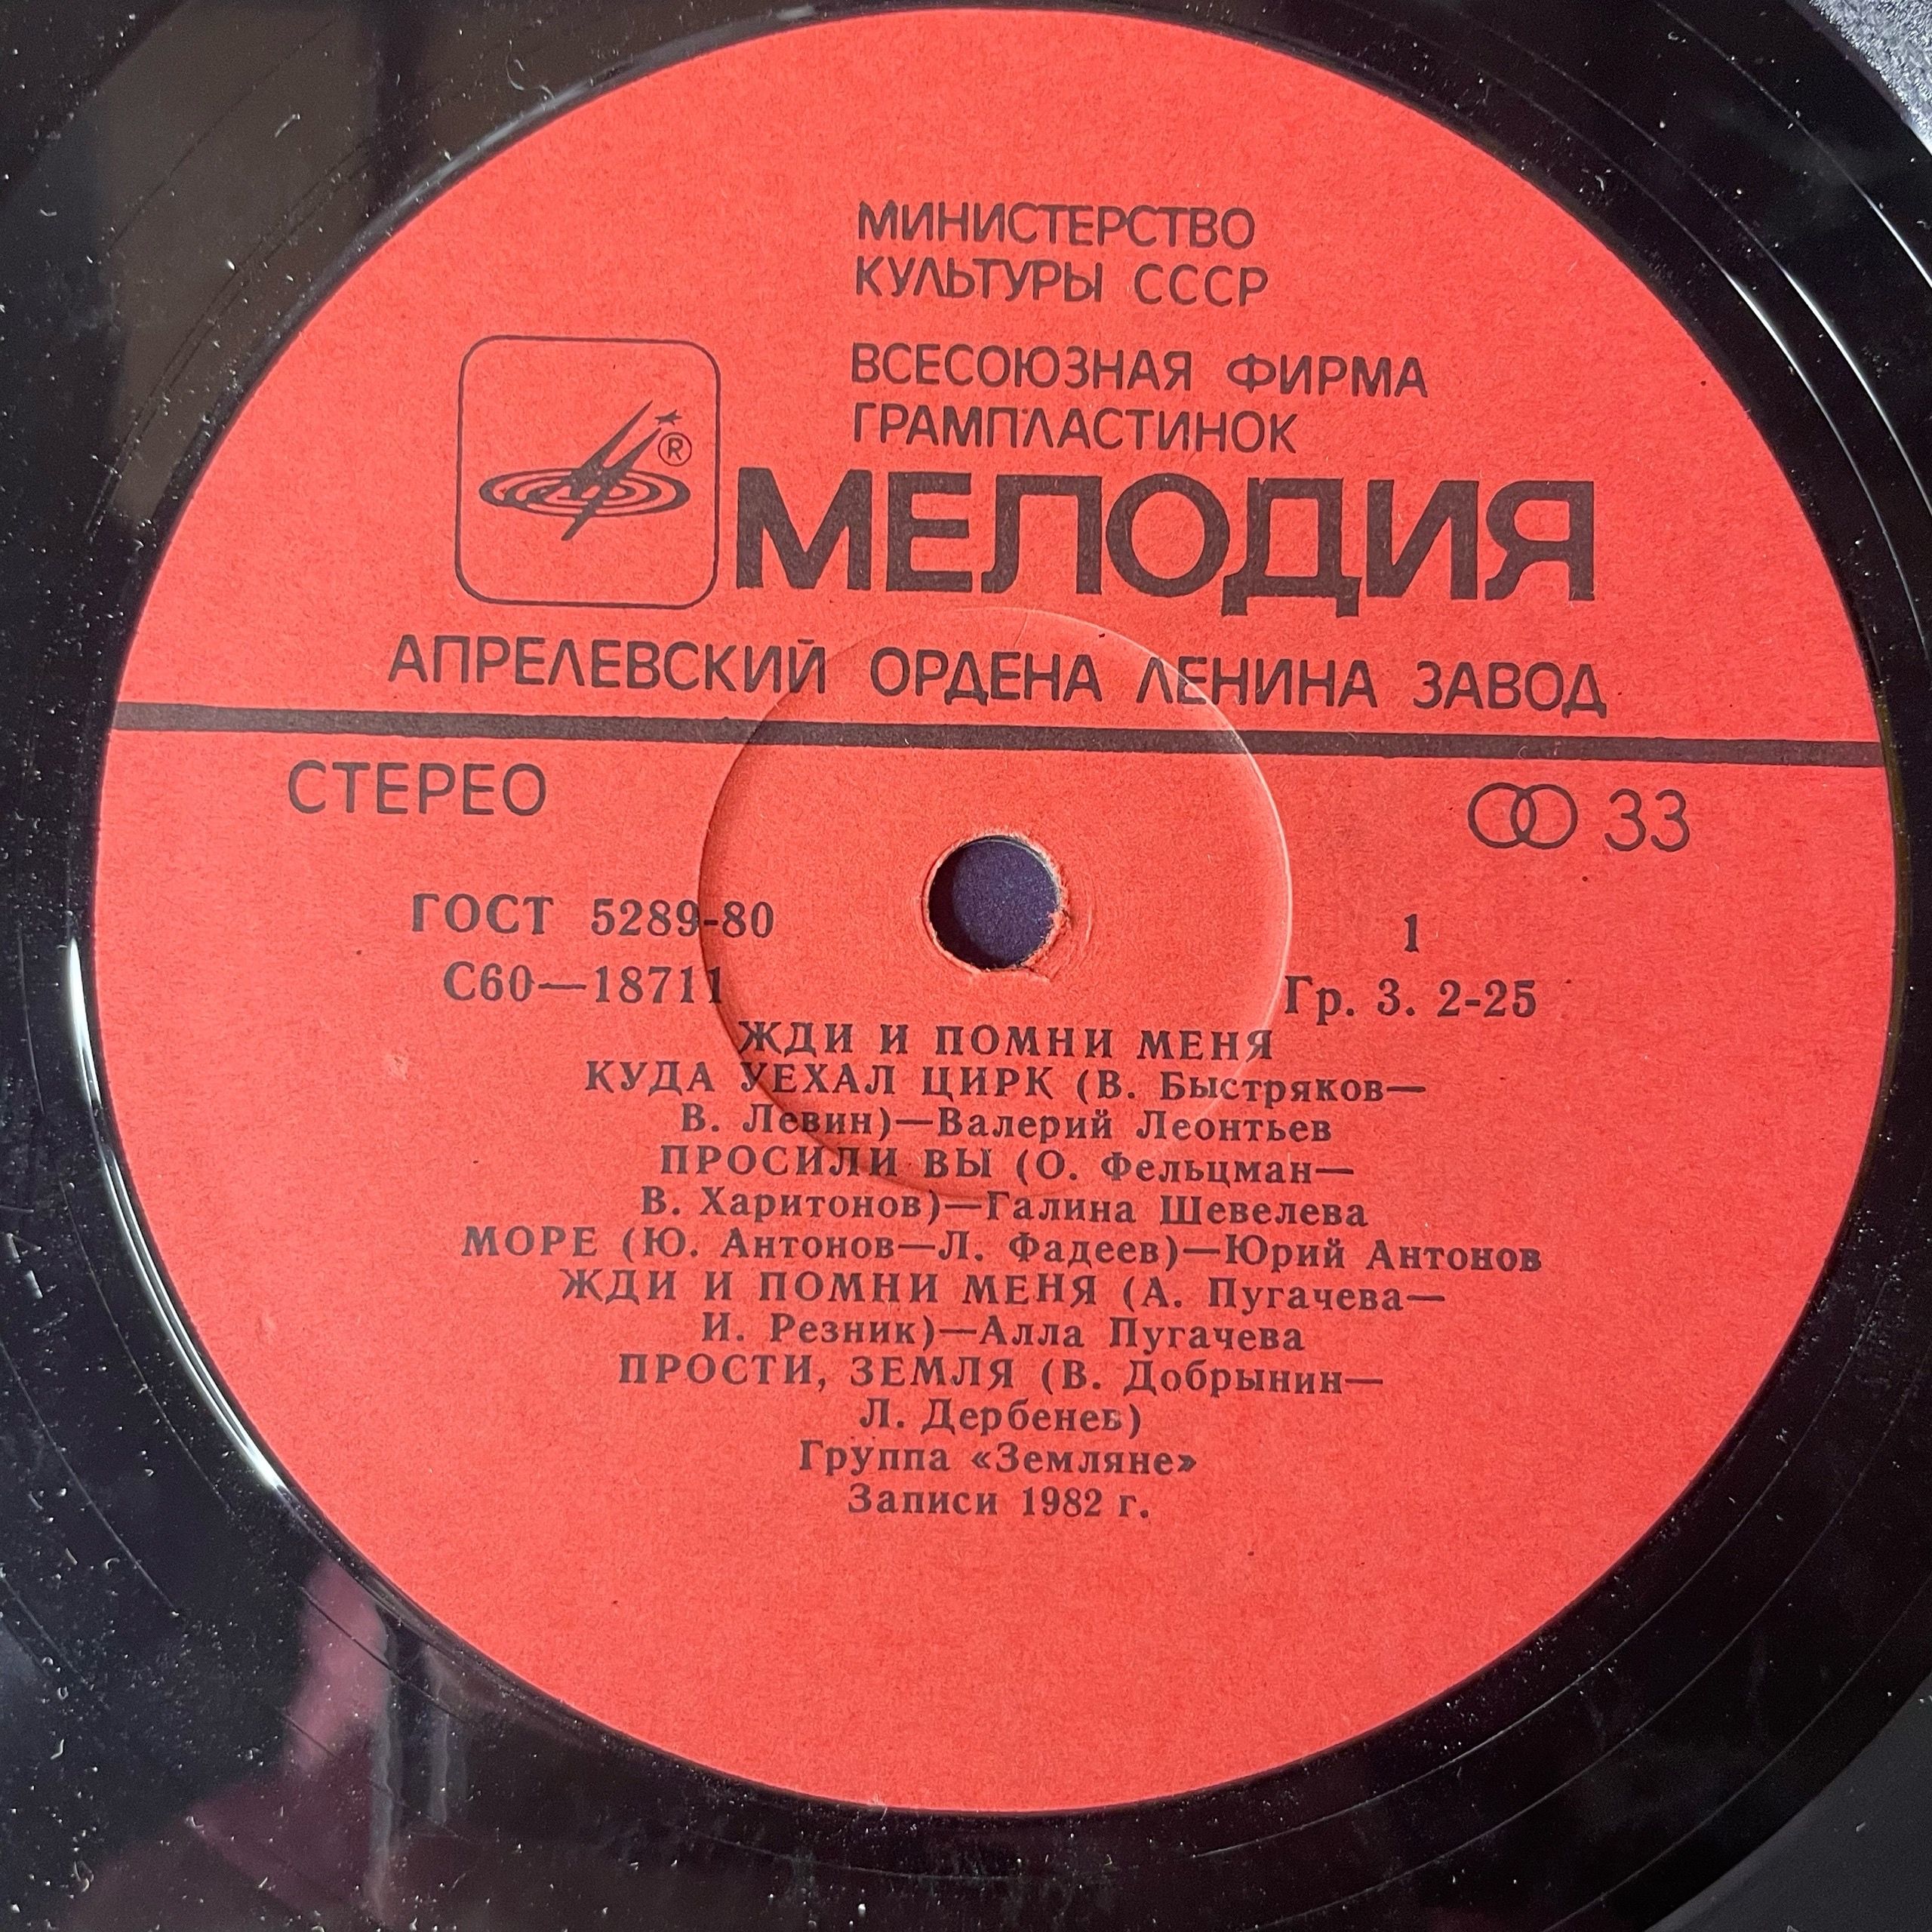 МИНИСТЕРСТВО
КУЛЬТУРЫ СССР
ВСЕСОЮЗНАЯ ФИРМА
ГРАМПЛАСТИНОК
®
МЕЛОДИЯ
АПРЕЛЕВСКИЙ ОРДЕНА ЛЕНИНА ЗАВОД
СТЕРЕО
33
ГОСТ 5289-80
1
С60—18711
Гр. 3. 2-25
ЖДИ И ПОМНИ МЕНЯ
КУДА УЕХАЛ ЦИРК (В. Быстряков—
В. Левин)—Валерий Леонтьев
ПРОСИЛИ ВЫ (О. Фельцман—
В. Харитонов)—Галина Шевелева
МОРЕ (Ю. Антонов—Л. Фадеев)—Юрий Антонов
ЖДИ И ПОМНИ МЕНЯ (А. Пугачева—
И. Резник)—Алла Пугачева
ПРОСТИ, ЗЕМЛЯ (В. Добрынин—
Л. Дербенев)
Группа «Земляне»
Записи 1982 г.